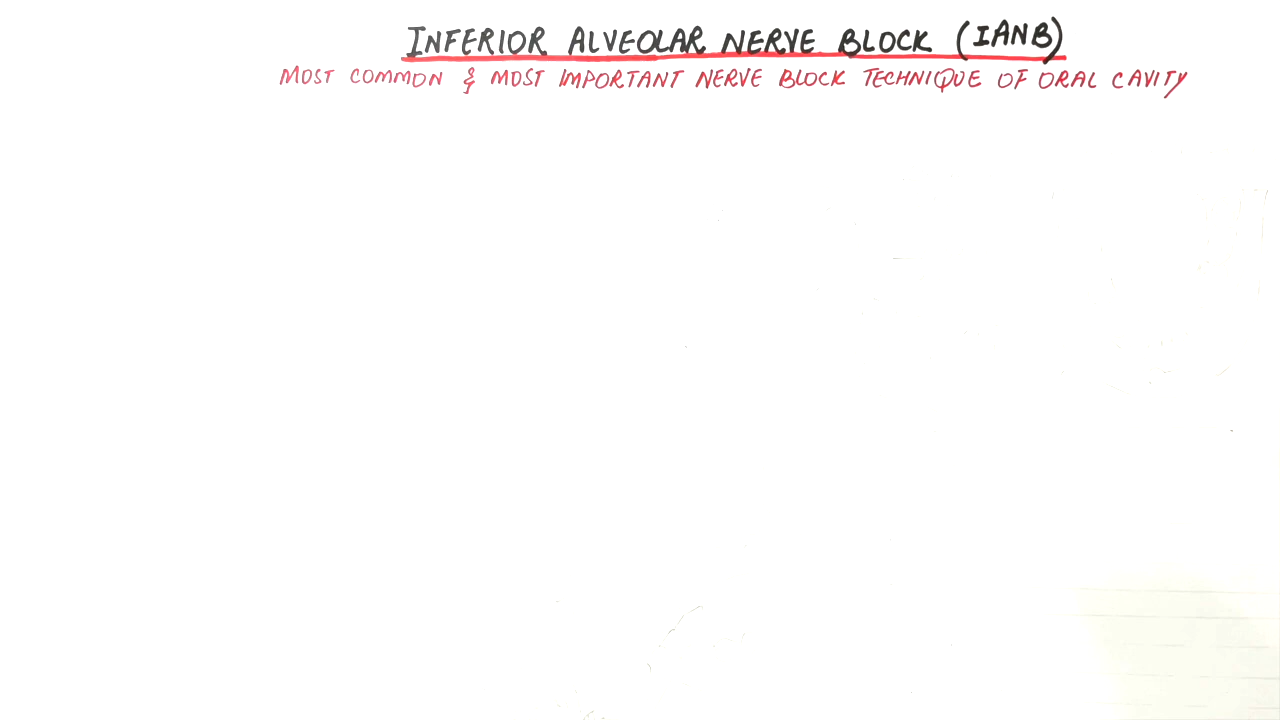 INFERIOR ALVEOLAR NERVE BLOCK (IANB)
MOST COMMON & MOST IMPORTANT NERVE BLOCK TECHNIQUE OF ORAL CAVITY